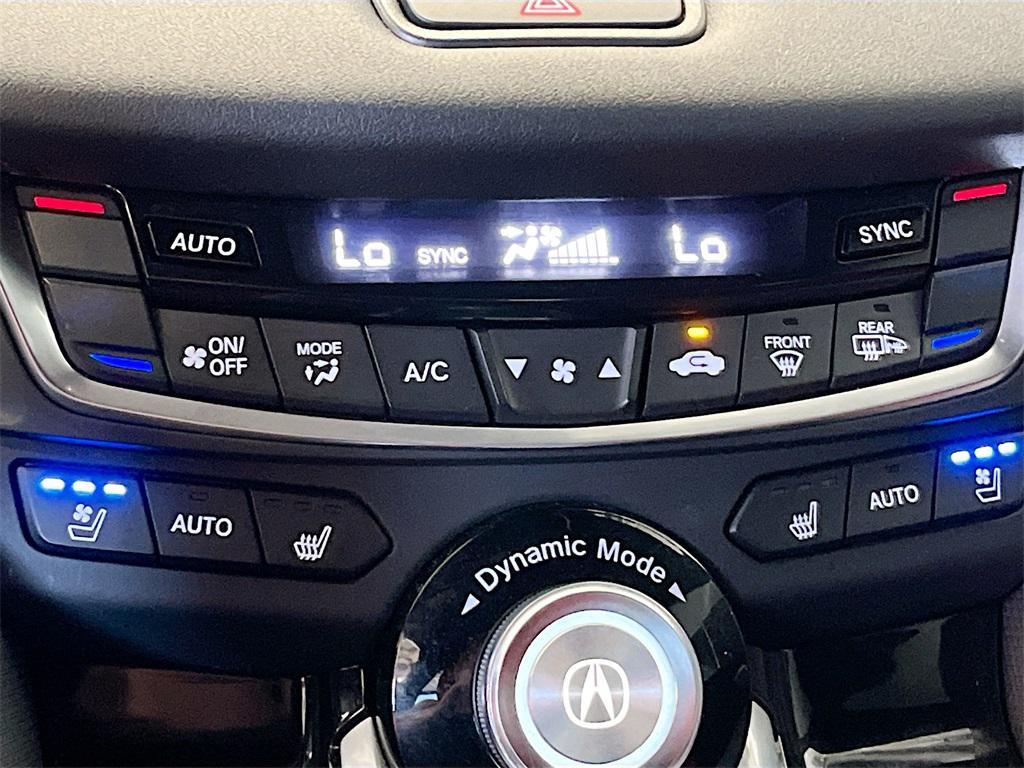 AUTO
Lo SYNC Lo
SYNC
ON/
OFF
MODE
A/C
FRONT
REAR
AUTO
AUTO
Dynamic Mode